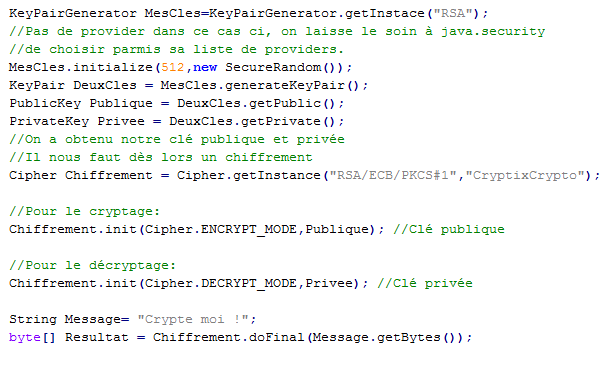 KeyPairGenerator MesCles=KeyPairGenerator.getInstace("RSA");
//Pas de provider dans ce cas ci, on laisse le soin à java.security
//de choisir parmis sa liste de providers.
MesCles.initialize(512,new SecureRandom());
KeyPair DeuxCles = MesCles.generateKeyPair();
PublicKey Publique = DeuxCles.getPublic();
PrivateKey Privee = DeuxCles.getPrivate();
//On a obtenu notre clé publique et privée
//Il nous faut dès lors un chiffrement
Cipher Chiffrement = Cipher.getInstance("RSA/ECB/PKCS#1","CryptixCrypto");
//Pour le cryptage:
Chiffrement.init(Cipher.ENCRYPT_MODE,Publique); //Clé publique
//Pour le décryptage:
Chiffrement.init(Cipher.DECRYPT_MODE,Privee); //Clé privée
String Message= "Crypte moi !";
byte[] Resultat = Chiffrement.doFinal(Message.getBytes());